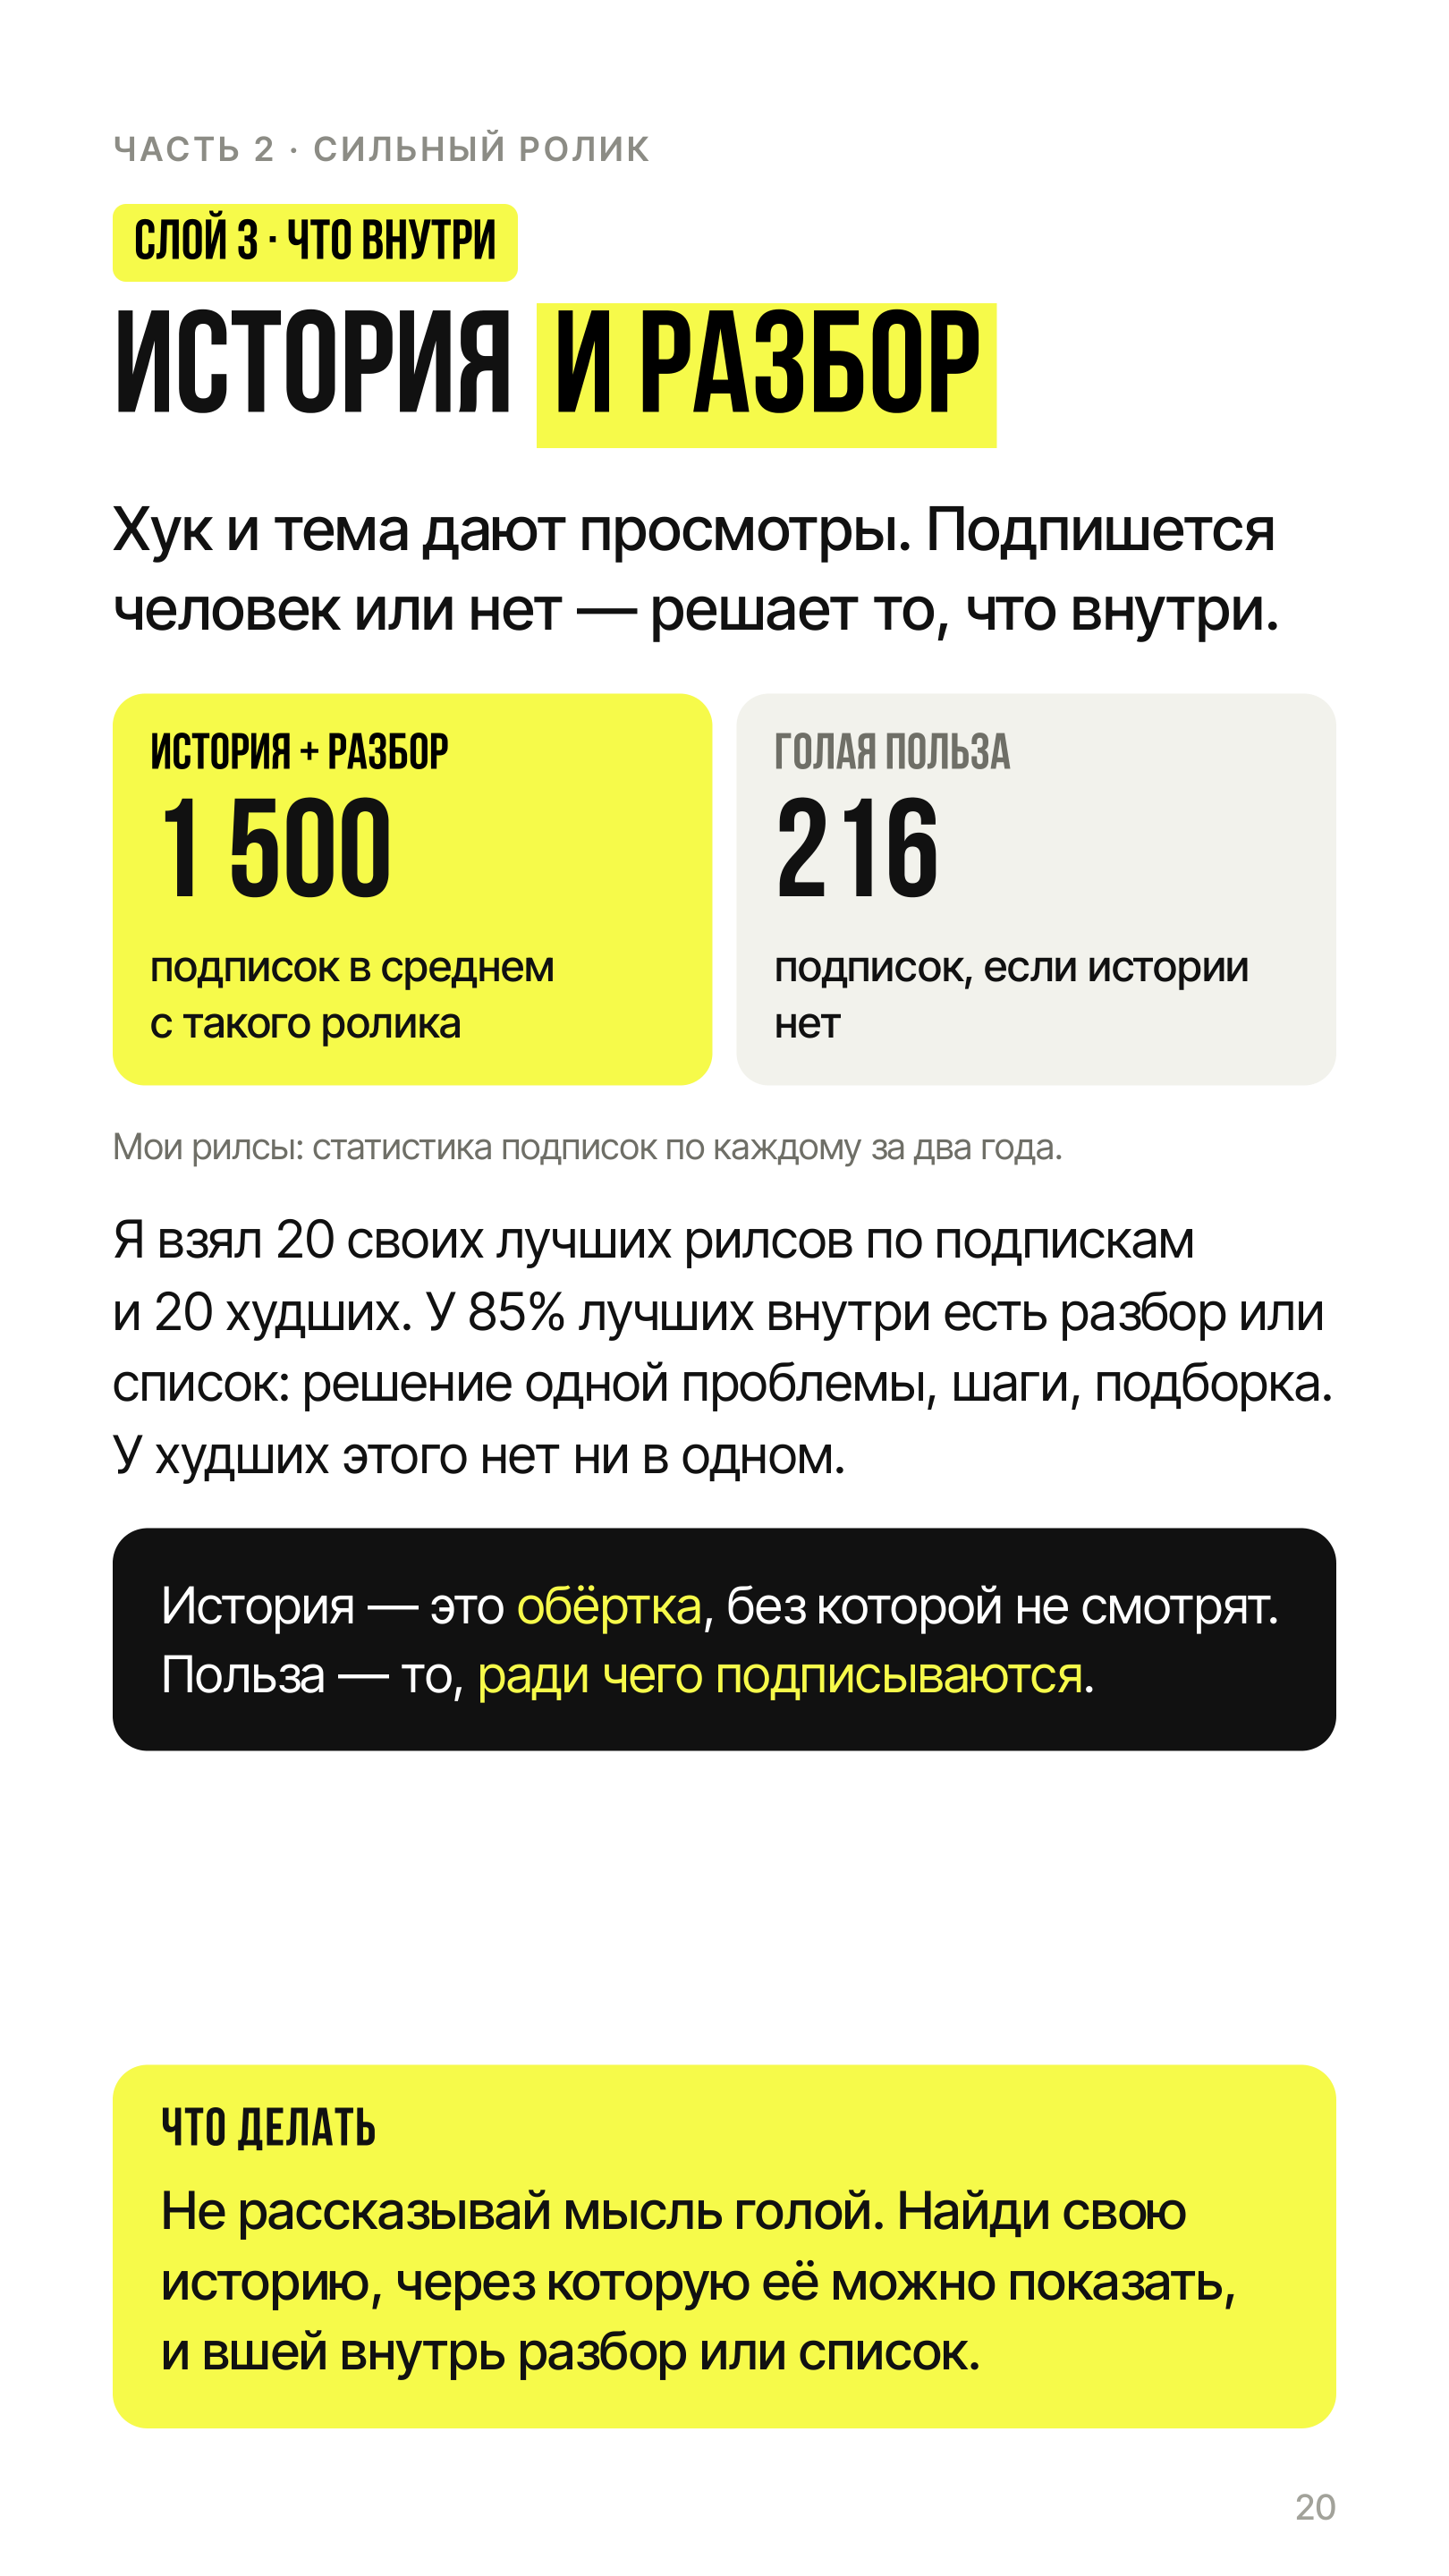 ЧАСТЬ 2 · СИЛЬНЫЙ РОЛИК
СЛОЙ 3 · ЧТО ВНУТРИ
ИСТОРИЯ И РАЗБОР
Хук и тема дают просмотры. Подпишется
человек или нет — решает то, что внутри.
ИСТОРИЯ + РАЗБОР
1 500
подписок в среднем
с такого ролика
ГОЛАЯ ПОЛЬЗА
216
подписок, если истории
нет
Мои рилсы: статистика подписок по каждому за два года.
Я взял 20 своих лучших рилсов по подпискам
и 20 худших. У 85% лучших внутри есть разбор или
список: решение одной проблемы, шаги, подборка.
У худших этого нет ни в одном.
История — это обёртка, без которой не смотрят.
Польза — то, ради чего подписываются.
ЧТО ДЕЛАТЬ
Не рассказывай мысль голой. Найди свою
историю, через которую её можно показать,
и вшей внутрь разбор или список.
20